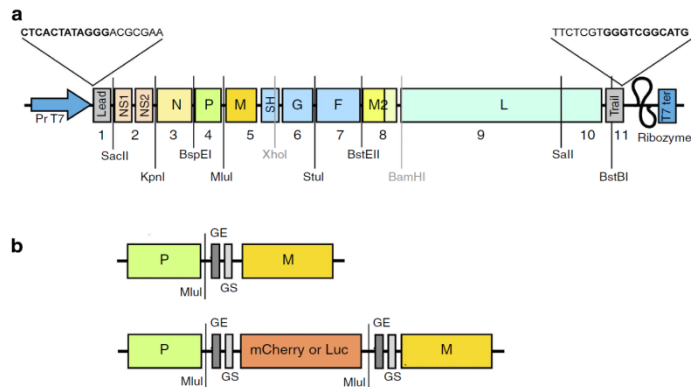 a
CTCACTATAGGGACGCGAA
TTCTCGTGGGTCGGCATG
Pr T7
Lead
NS1
NS2
N
P
M
SH
G
F
M2
L
Trail
T7 ter
1 2 3 4 5 6 7 8 9 10 11
Ribozyme
SacII
BspEI
XhoI
BstEII
SalI
KpnI
MluI
StuI
BamHI
BstBI
b
GE
P
M
MluI
GS
GE
GE
P
mCherry or Luc
M
MluI
GS
MluI
GS